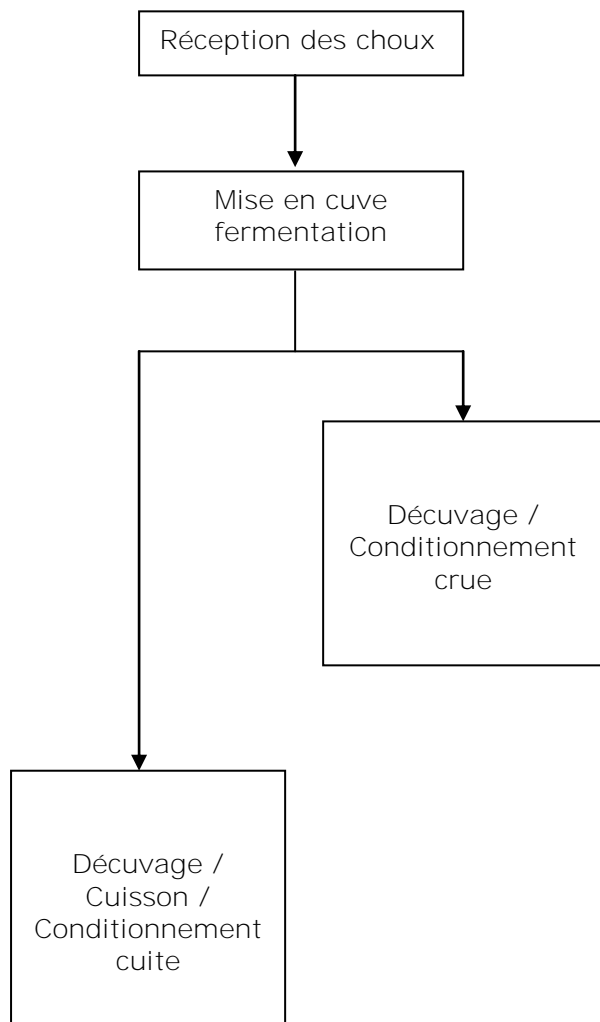 Réception des choux
Mise en cuve
fermentation
Décuvage /
Conditionnement
crue
Décuvage /
Cuisson /
Conditionnement
cuite